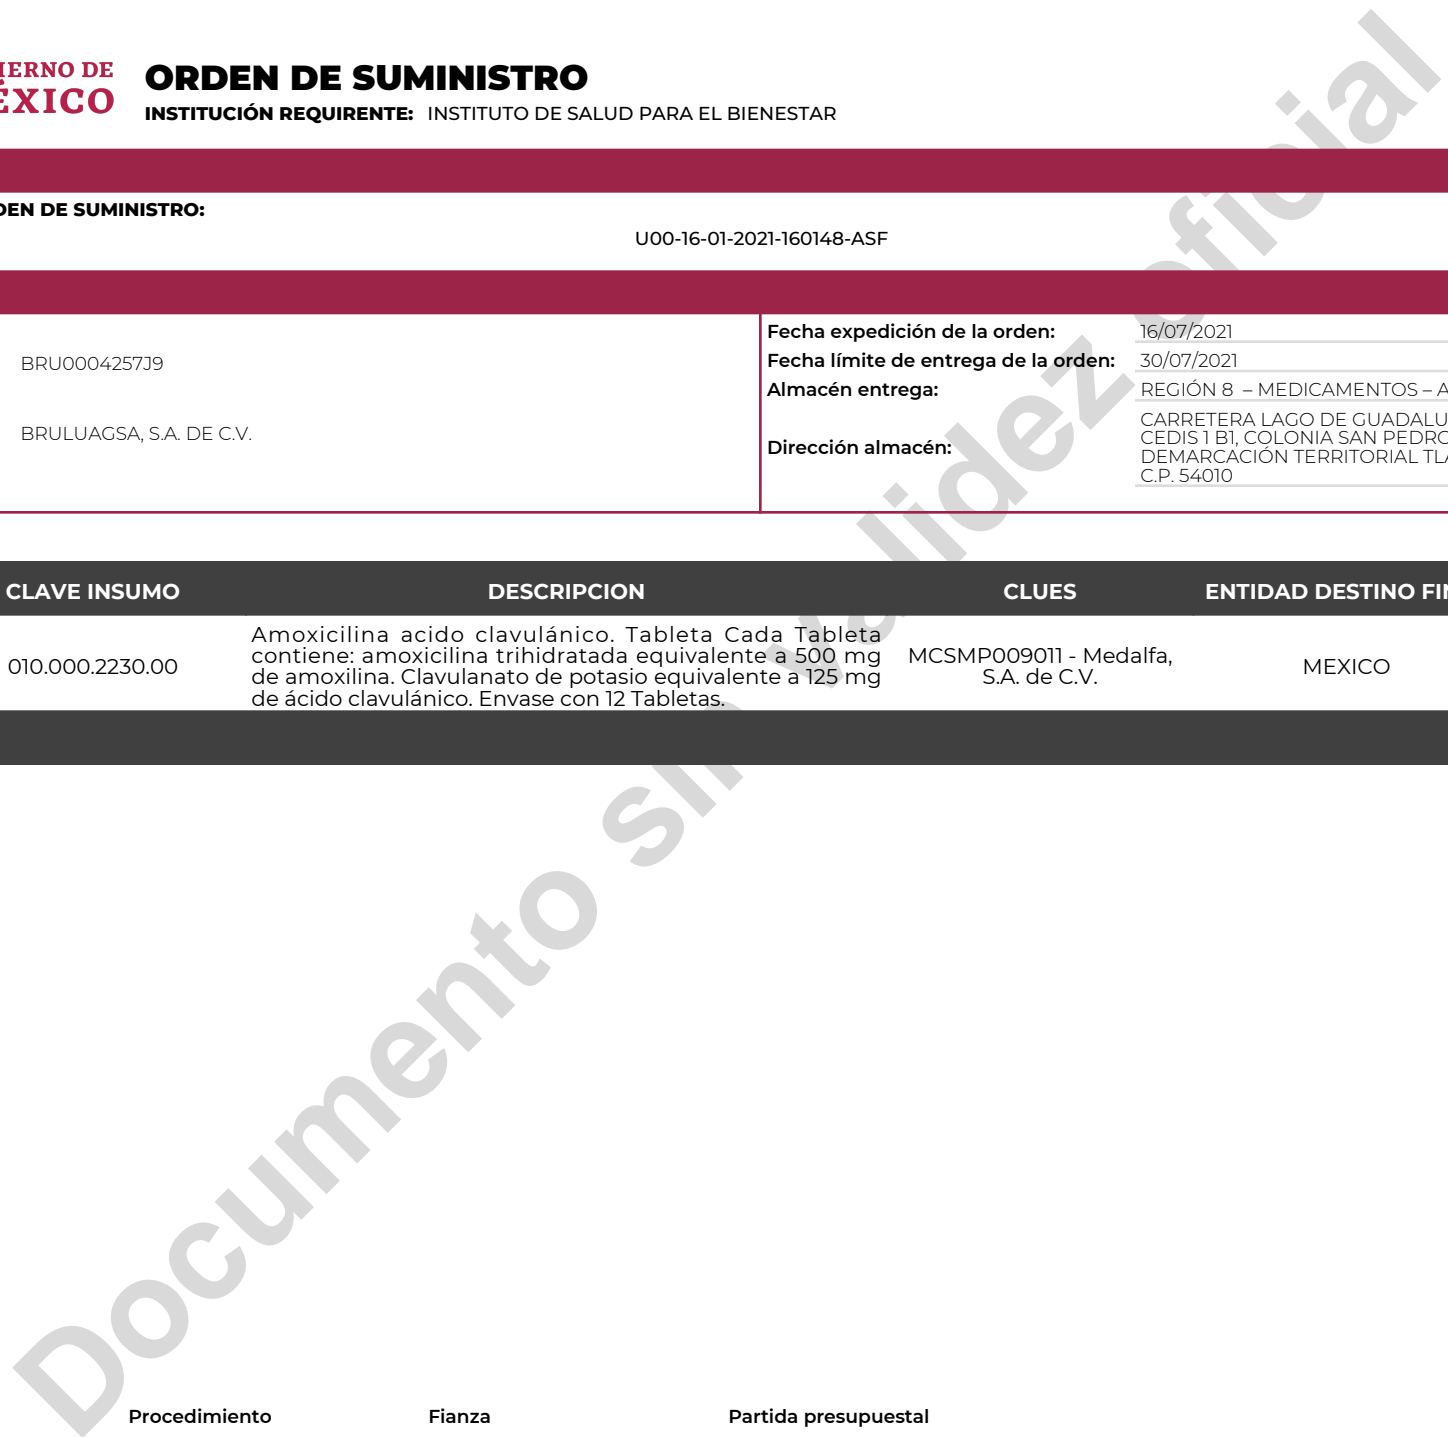 IERNO DE
ÉXICO
ORDEN DE SUMINISTRO
INSTITUCIÓN REQUIRENTE: INSTITUTO DE SALUD PARA EL BIENESTAR
DEN DE SUMINISTRO:
U00-16-01-2021-160148-ASF
BRU0004257J9
BRULUAGSA, S.A. DE C.V.
Fecha expedición de la orden: 16/07/2021
Fecha límite de entrega de la orden: 30/07/2021
Almacén entrega: REGIÓN 8 – MEDICAMENTOS – A
Dirección almacén:
CARRETERA LAGO DE GUADALU
CEDIS 1 B1, COLONIA SAN PEDRO
DEMARCACIÓN TERRITORIAL TLA
C.P. 54010
CLAVE INSUMO DESCRIPCION CLUES ENTIDAD DESTINO FIN
010.000.2230.00
Amoxicilina acido clavulánico. Tableta Cada Tableta
contiene: amoxicilina trihidratada equivalente a 500 mg
de amoxilina. Clavulanato de potasio equivalente a 125 mg
de ácido clavulánico. Envase con 12 Tabletas.
MCSMP009011 - Medalfa,
S.A. de C.V.
MEXICO
Documento sin validez oficial
Procedimiento Fianza Partida presupuestal